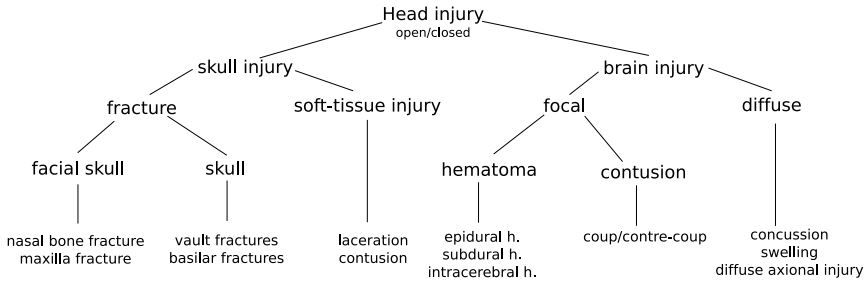 Head injury
open/closed
skull injury
brain injury
fracture
soft-tissue injury
focal
diffuse
facial skull
skull
hematoma
contusion
nasal bone fracture
maxilla fracture
vault fractures
basilar fractures
laceration
contusion
epidural h.
subdural h.
intracerebral h.
coup/contre-coup
concussion
swelling
diffuse axional injury